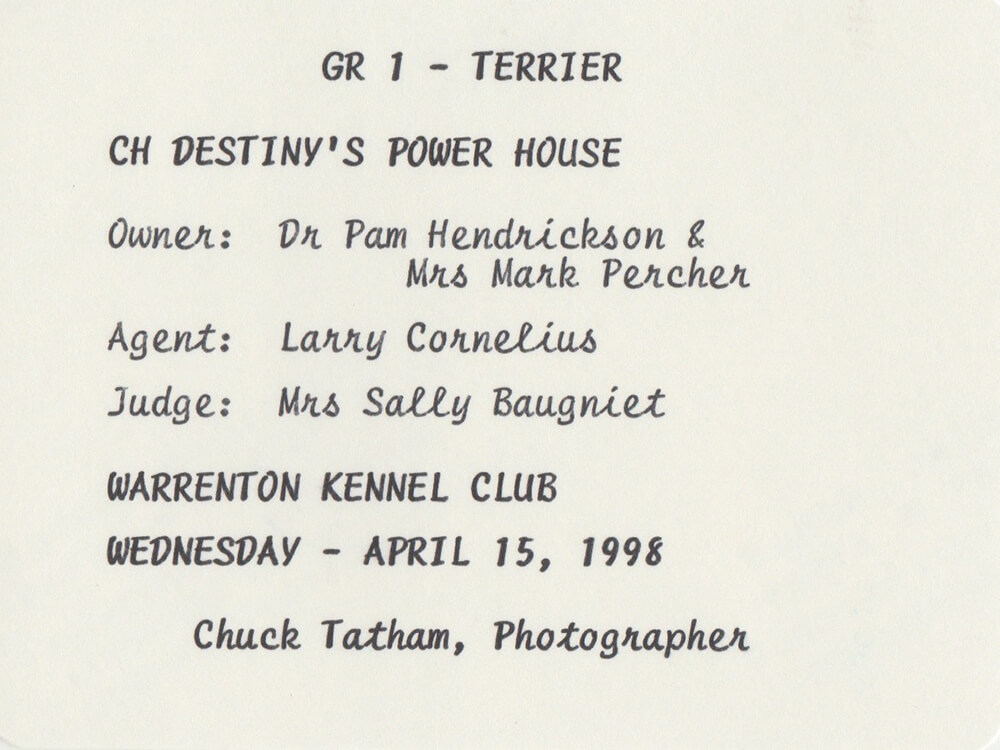 GR 1 - TERRIER
CH DESTINY'S POWER HOUSE
Owner: Dr Pam Hendrickson &
Mrs Mark Percher
Agent: Larry Cornelius
Judge: Mrs Sally Baugniet
WARRENTON KENNEL CLUB
WEDNESDAY - APRIL 15, 1998
Chuck Tatham, Photographer